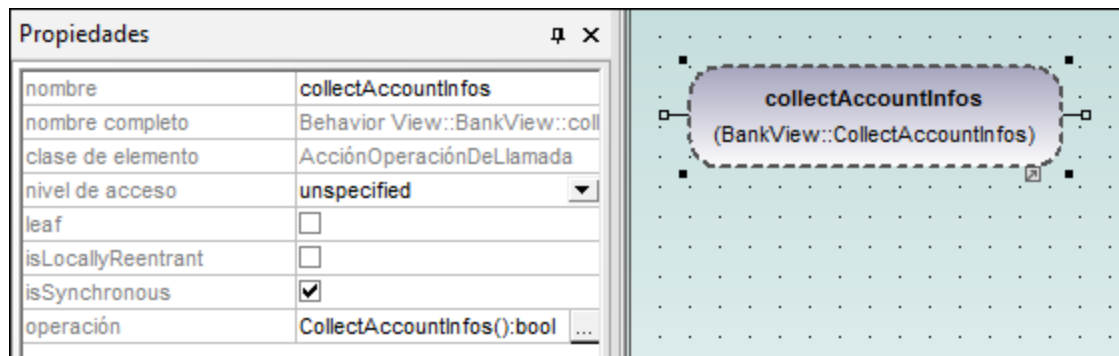 Propiedades
nombre collectAccountInfos
nombre completo Behavior View::BankView::coll
clase de elemento AcciónOperaciónDeLlamada
nivel de acceso unspecified
leaf
isLocallyReentrant
isSynchronous
operación CollectAccountInfos():bool ...
collectAccountInfos
(BankView::CollectAccountInfos)